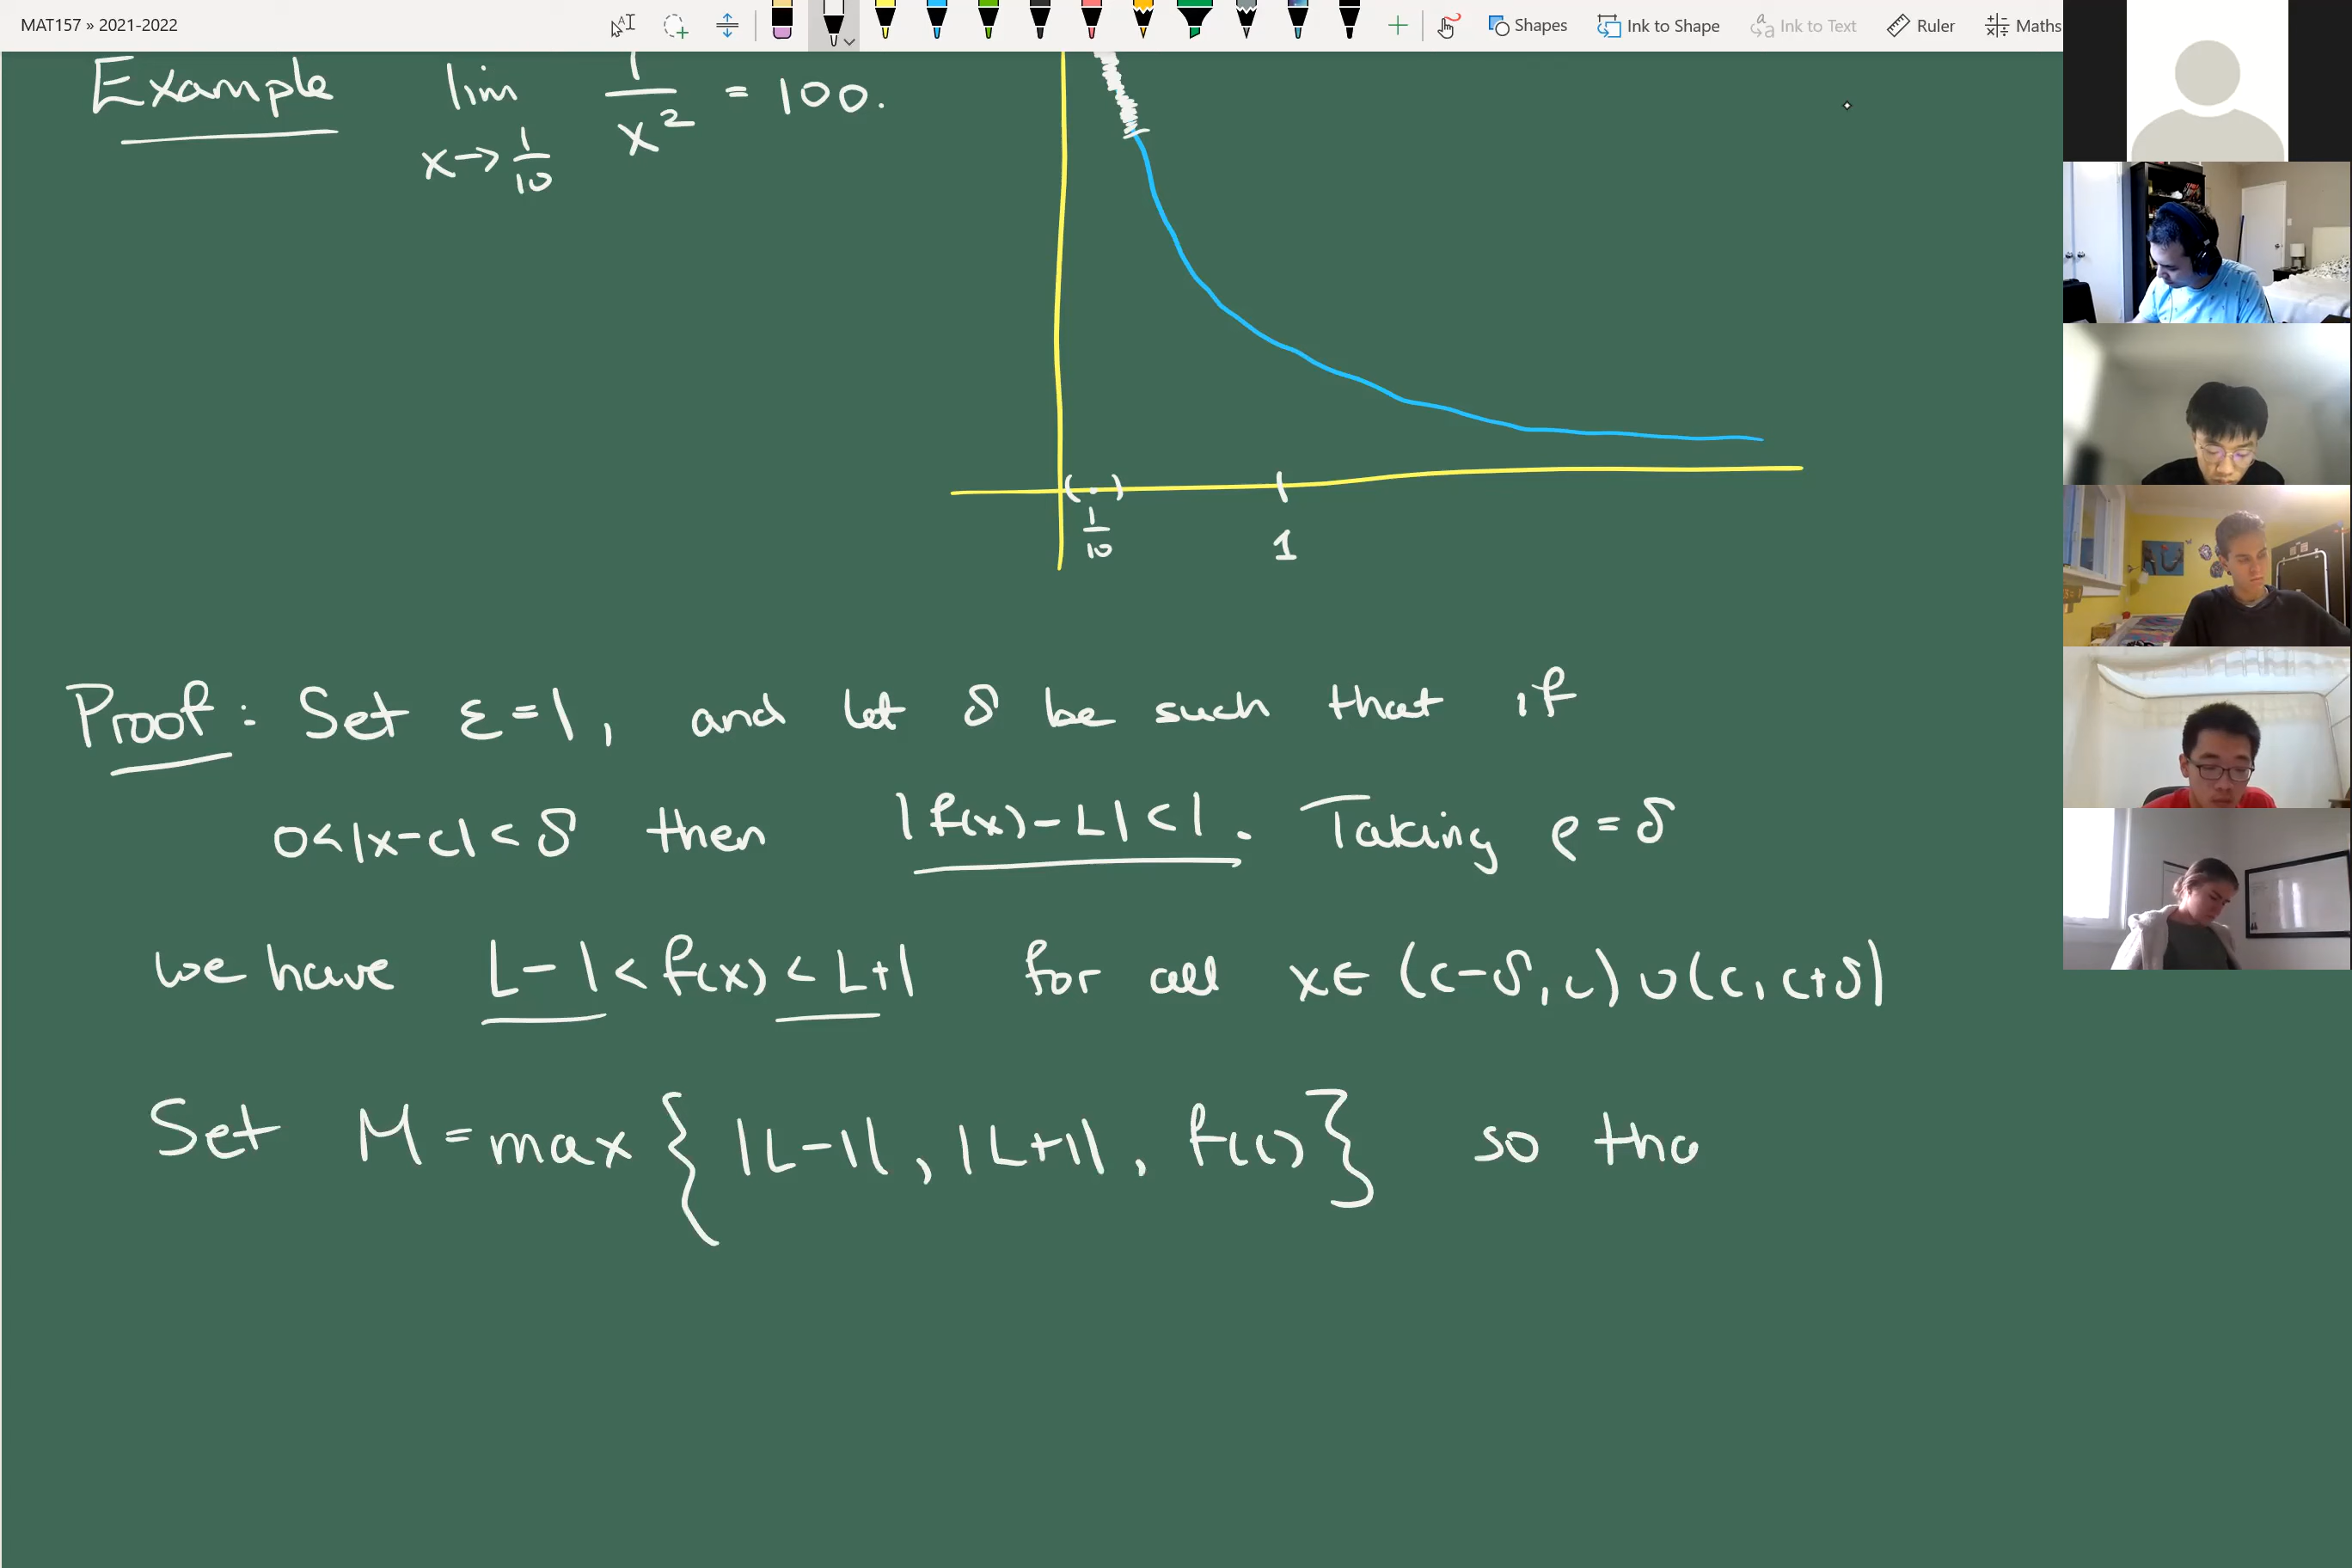 MAT157 » 2021-2022
Shapes Ink to Shape Ink to Text Ruler Maths
Example lim x→1/10 1/x² = 100.
1/10 1
Proof: Set ε=1, and let δ be such that if
0<|x-c|<δ then |f(x)-L|<1. Taking ρ=δ
we have L-1<f(x)<L+1 for all x∈(c-δ,c)∪(c,c+δ)
Set M=max{|L-1|,|L+1|, f(c)} so tha